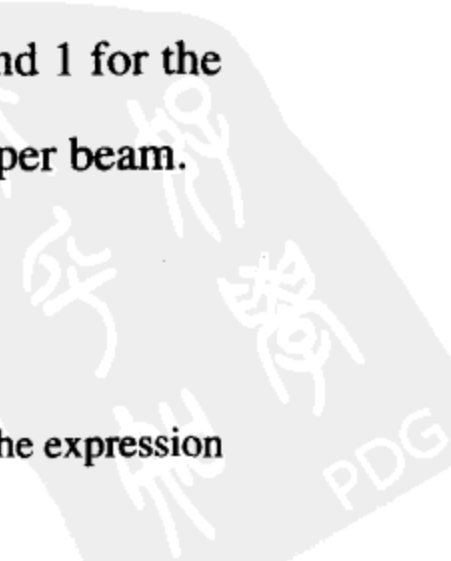 nd 1 for the
per beam.
he expression
PDG